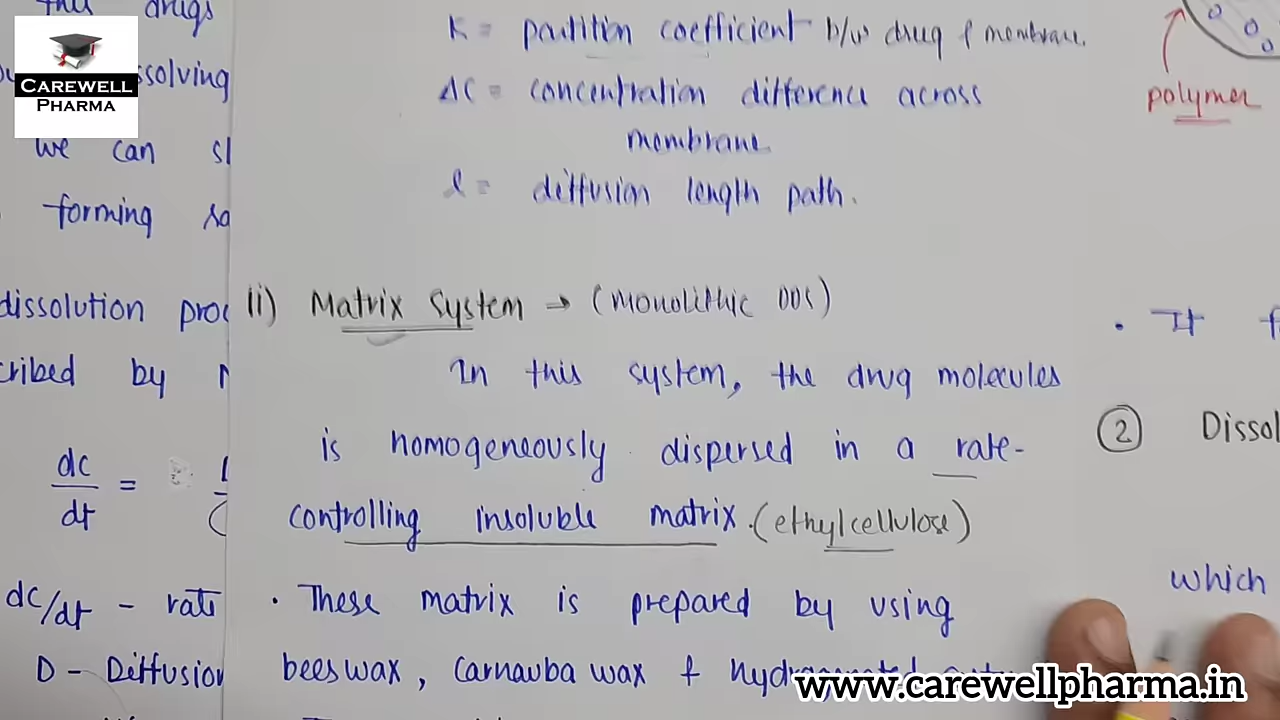 this drugs
ssolving
we can sl
forming so
dissolution proc
cribed by
dc/dt =
dc/dt - rate
D - Diffusion
CAREWELL
PHARMA
K = partition coefficient b/w drug & membrane.
ΔC = concentration difference across
membrane
l = diffusion length path.
ii) Matrix System → (Monolithic DDS)
In this system, the drug molecules
is homogeneously dispersed in a rate-
controlling insoluble matrix. (ethylcellulose)
· These matrix is prepared by using
beeswax, carnauba wax &
polymer
· It f
② Dissol
which
www.carewellpharma.in